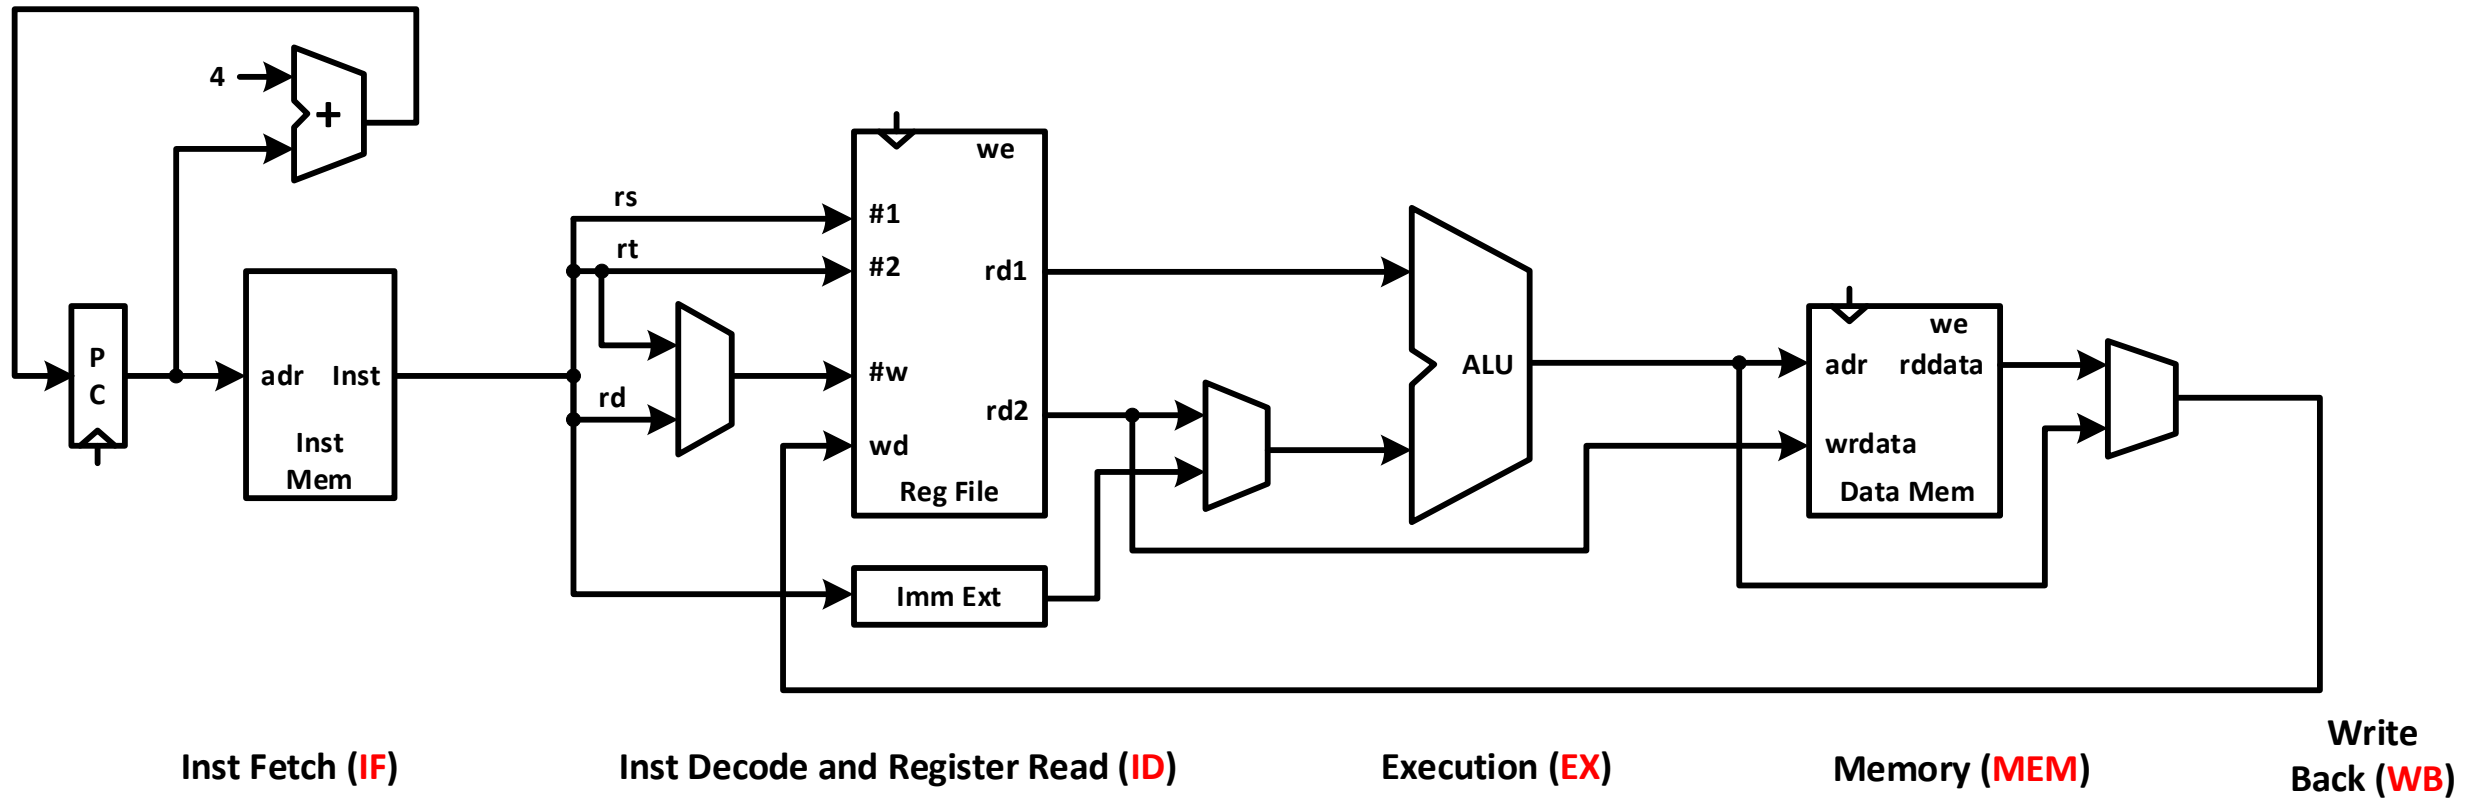 4
+
P
C
adr Inst
Inst
Mem
rs
rt
rd
we
#1
#2
rd1
#w
rd2
wd
Reg File
Imm Ext
ALU
we
adr rddata
wrdata
Data Mem
Inst Fetch (IF)
Inst Decode and Register Read (ID)
Execution (EX)
Memory (MEM)
Write
Back (WB)